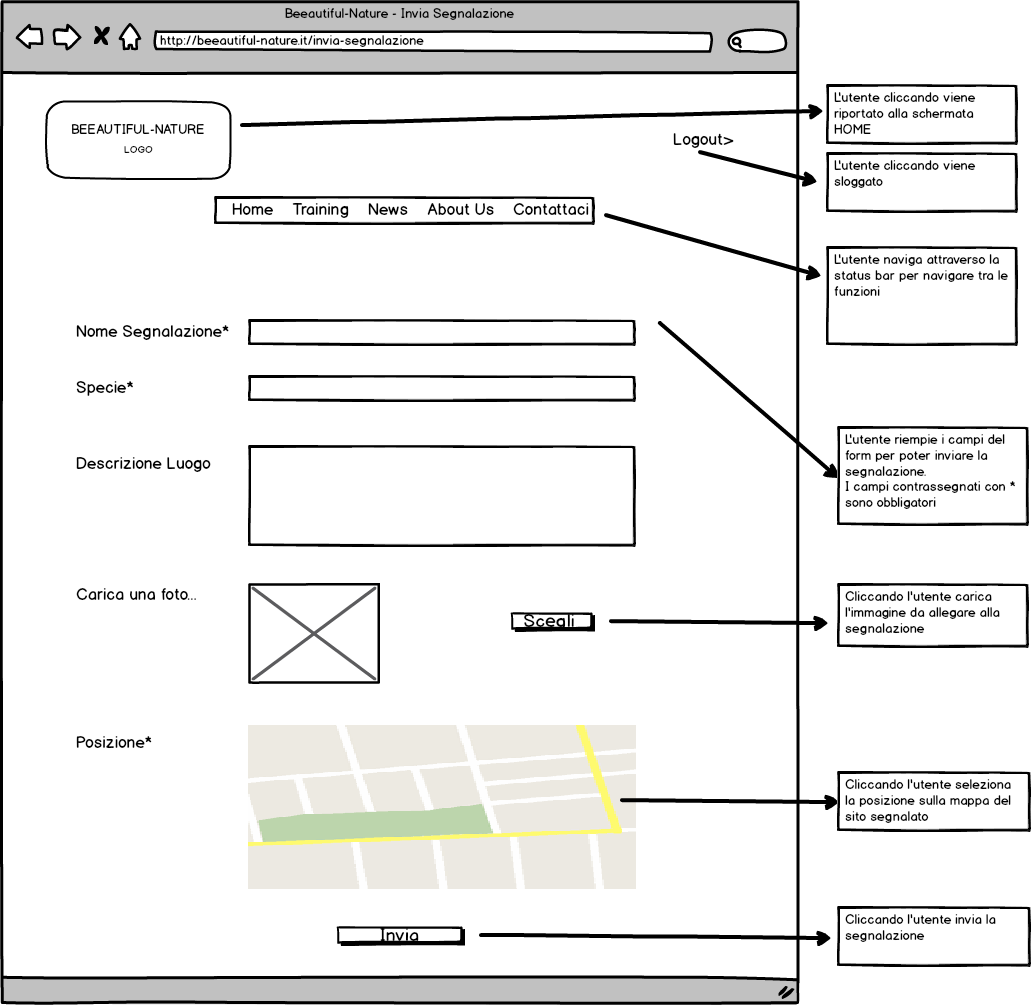 Beeautiful-Nature - Invia Segnalazione
http://beeautiful-nature.it/invia-segnalazione
BEEAUTIFUL-NATURE
LOGO
L'utente cliccando viene
riportato alla schermata
HOME
Logout>
L'utente cliccando viene
sloggato
Home Training News About Us Contattaci
L'utente naviga attraverso la
status bar per navigare tra le
funzioni
Nome Segnalazione*
Specie*
Descrizione Luogo
L'utente riempie i campi del
form per poter inviare la
segnalazione.
I campi contrassegnati con *
sono obbligatori
Carica una foto...
Scegli
Cliccando l'utente carica
l'immagine da allegare alla
segnalazione
Posizione*
Cliccando l'utente seleziona
la posizione sulla mappa del
sito segnalato
Invia
Cliccando l'utente invia la
segnalazione